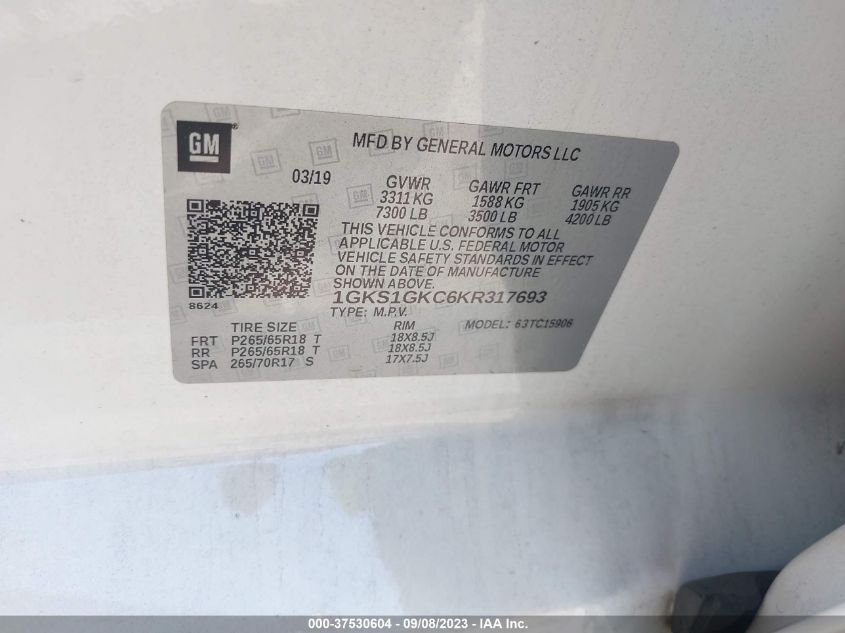 GM
MFD BY GENERAL MOTORS LLC
03/19
GVWR GAWR FRT GAWR RR
3311 KG 1588 KG 1905 KG
7300 LB 3500 LB 4200 LB
THIS VEHICLE CONFORMS TO ALL
APPLICABLE U.S. FEDERAL MOTOR
VEHICLE SAFETY STANDARDS IN EFFECT
ON THE DATE OF MANUFACTURE
SHOWN ABOVE.
8624
1GKS1GKC6KR317693
TYPE: M.P.V. MODEL: 63TC15906
TIRE SIZE RIM
FRT P265/65R18 T 18X8.5J
RR P265/65R18 T 18X8.5J
SPA 265/70R17 S 17X7.5J
000-37530604 - 09/08/2023 - IAA Inc.